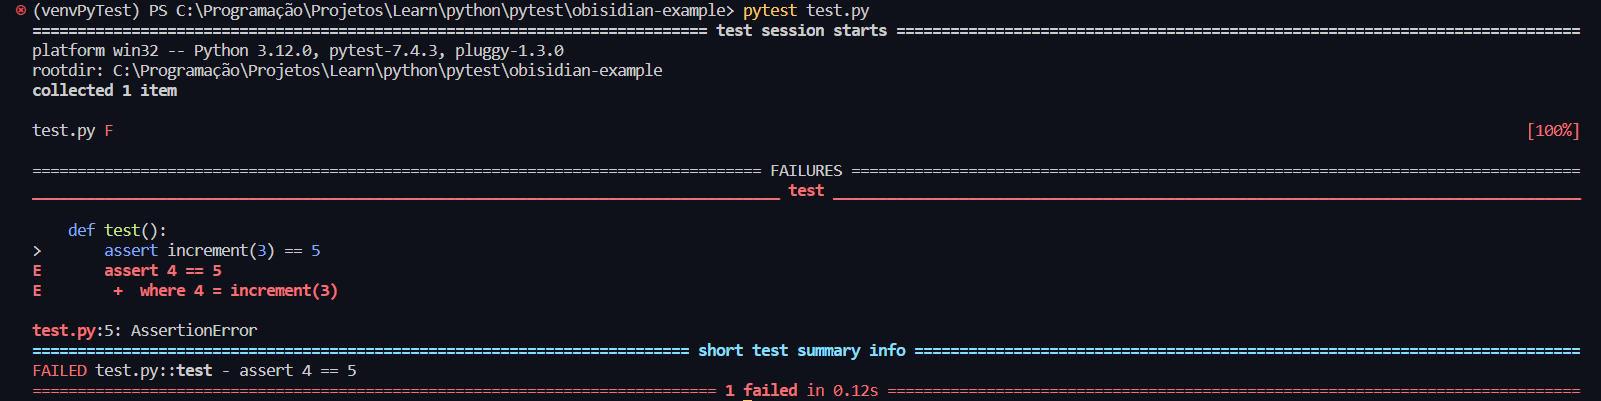 (venvPyTest) PS C:\Programação\Projetos\Learn\python\pytest\obisidian-example> pytest test.py
=========================================================================== test session starts ============================================================================
platform win32 -- Python 3.12.0, pytest-7.4.3, pluggy-1.3.0
rootdir: C:\Programação\Projetos\Learn\python\pytest\obisidian-example
collected 1 item
test.py F [100%]
================================================================================= FAILURES =================================================================================
___________________________________________________________________________________ test ___________________________________________________________________________________
    def test():
>       assert increment(3) == 5
E       assert 4 == 5
E        +  where 4 = increment(3)
test.py:5: AssertionError
========================================================================= short test summary info ==========================================================================
FAILED test.py::test - assert 4 == 5
============================================================================ 1 failed in 0.12s =============================================================================